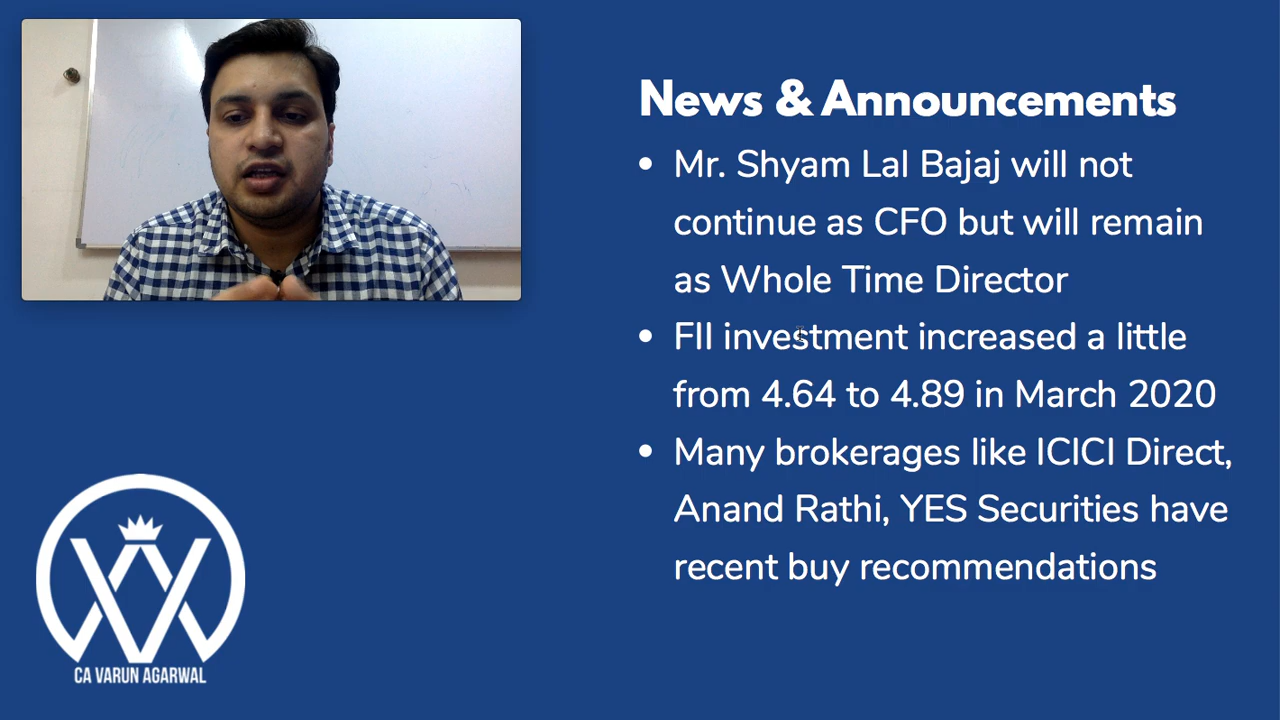 News & Announcements
• Mr. Shyam Lal Bajaj will not
continue as CFO but will remain
as Whole Time Director
• FII investment increased a little
from 4.64 to 4.89 in March 2020
• Many brokerages like ICICI Direct,
Anand Rathi, YES Securities have
recent buy recommendations
CA VARUN AGARWAL